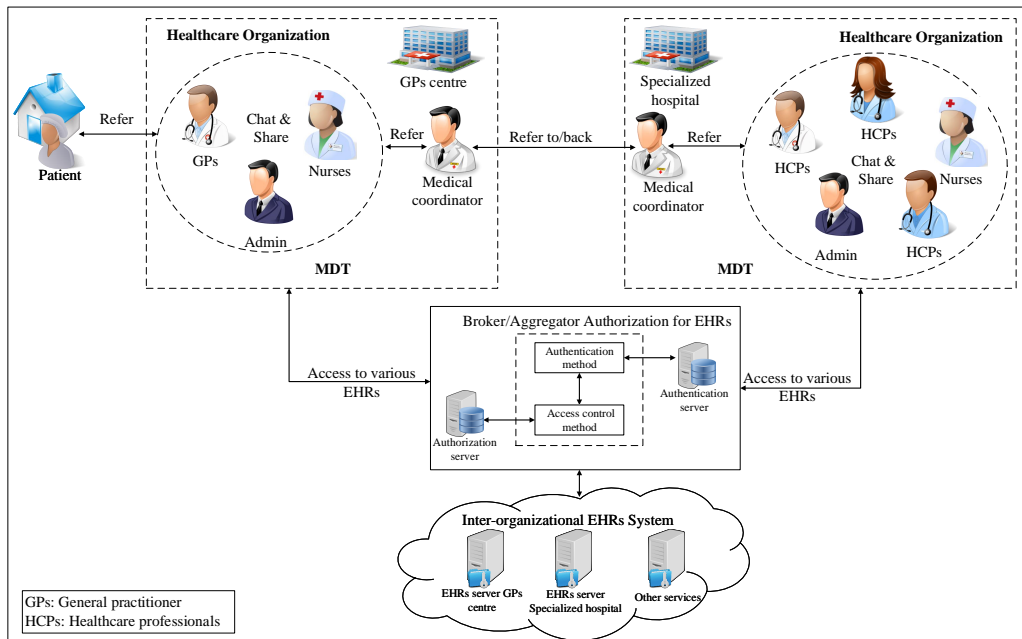 Healthcare Organization
GPs centre
Refer
Patient
GPs
Chat &
Share
Nurses
Admin
Refer
Medical
coordinator
MDT
Refer to/back
Healthcare Organization
Specialized
hospital
Refer
Medical
coordinator
HCPs
HCPs
Chat &
Share
Nurses
Admin
HCPs
MDT
Access to various
EHRs
Broker/Aggregator Authorization for EHRs
Authentication
method
Authentication
server
Access control
method
Authorization
server
Access to various
EHRs
Inter-organizational EHRs System
EHRs server GPs
centre
EHRs server
Specialized hospital
Other services
GPs: General practitioner
HCPs: Healthcare professionals